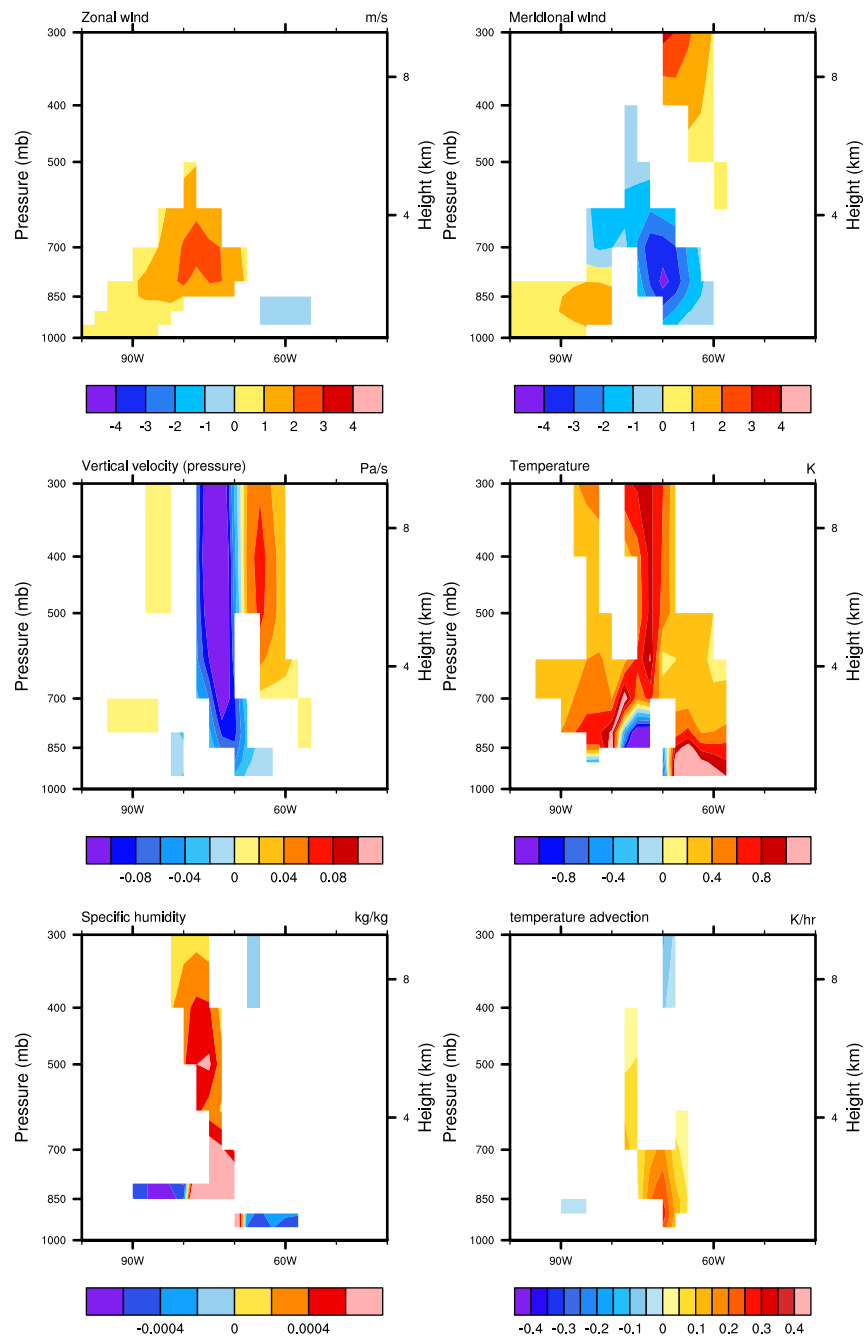 Zonal wind m/s
300
400
500
700
850
1000
Pressure (mb)
8
4
Height (km)
90W 60W
-4 -3 -2 -1 0 1 2 3 4
Meridional wind m/s
300
400
500
700
850
1000
Pressure (mb)
8
4
Height (km)
90W 60W
-4 -3 -2 -1 0 1 2 3 4
Vertical velocity (pressure) Pa/s
300
400
500
700
850
1000
Pressure (mb)
8
4
Height (km)
90W 60W
-0.08 -0.04 0 0.04 0.08
Temperature K
300
400
500
700
850
1000
Pressure (mb)
8
4
Height (km)
90W 60W
-0.8 -0.4 0 0.4 0.8
Specific humidity kg/kg
300
400
500
700
850
1000
Pressure (mb)
8
4
Height (km)
90W 60W
-0.0004 0 0.0004
temperature advection K/hr
300
400
500
700
850
1000
Pressure (mb)
8
4
Height (km)
90W 60W
-0.4 -0.3 -0.2 -0.1 0 0.1 0.2 0.3 0.4